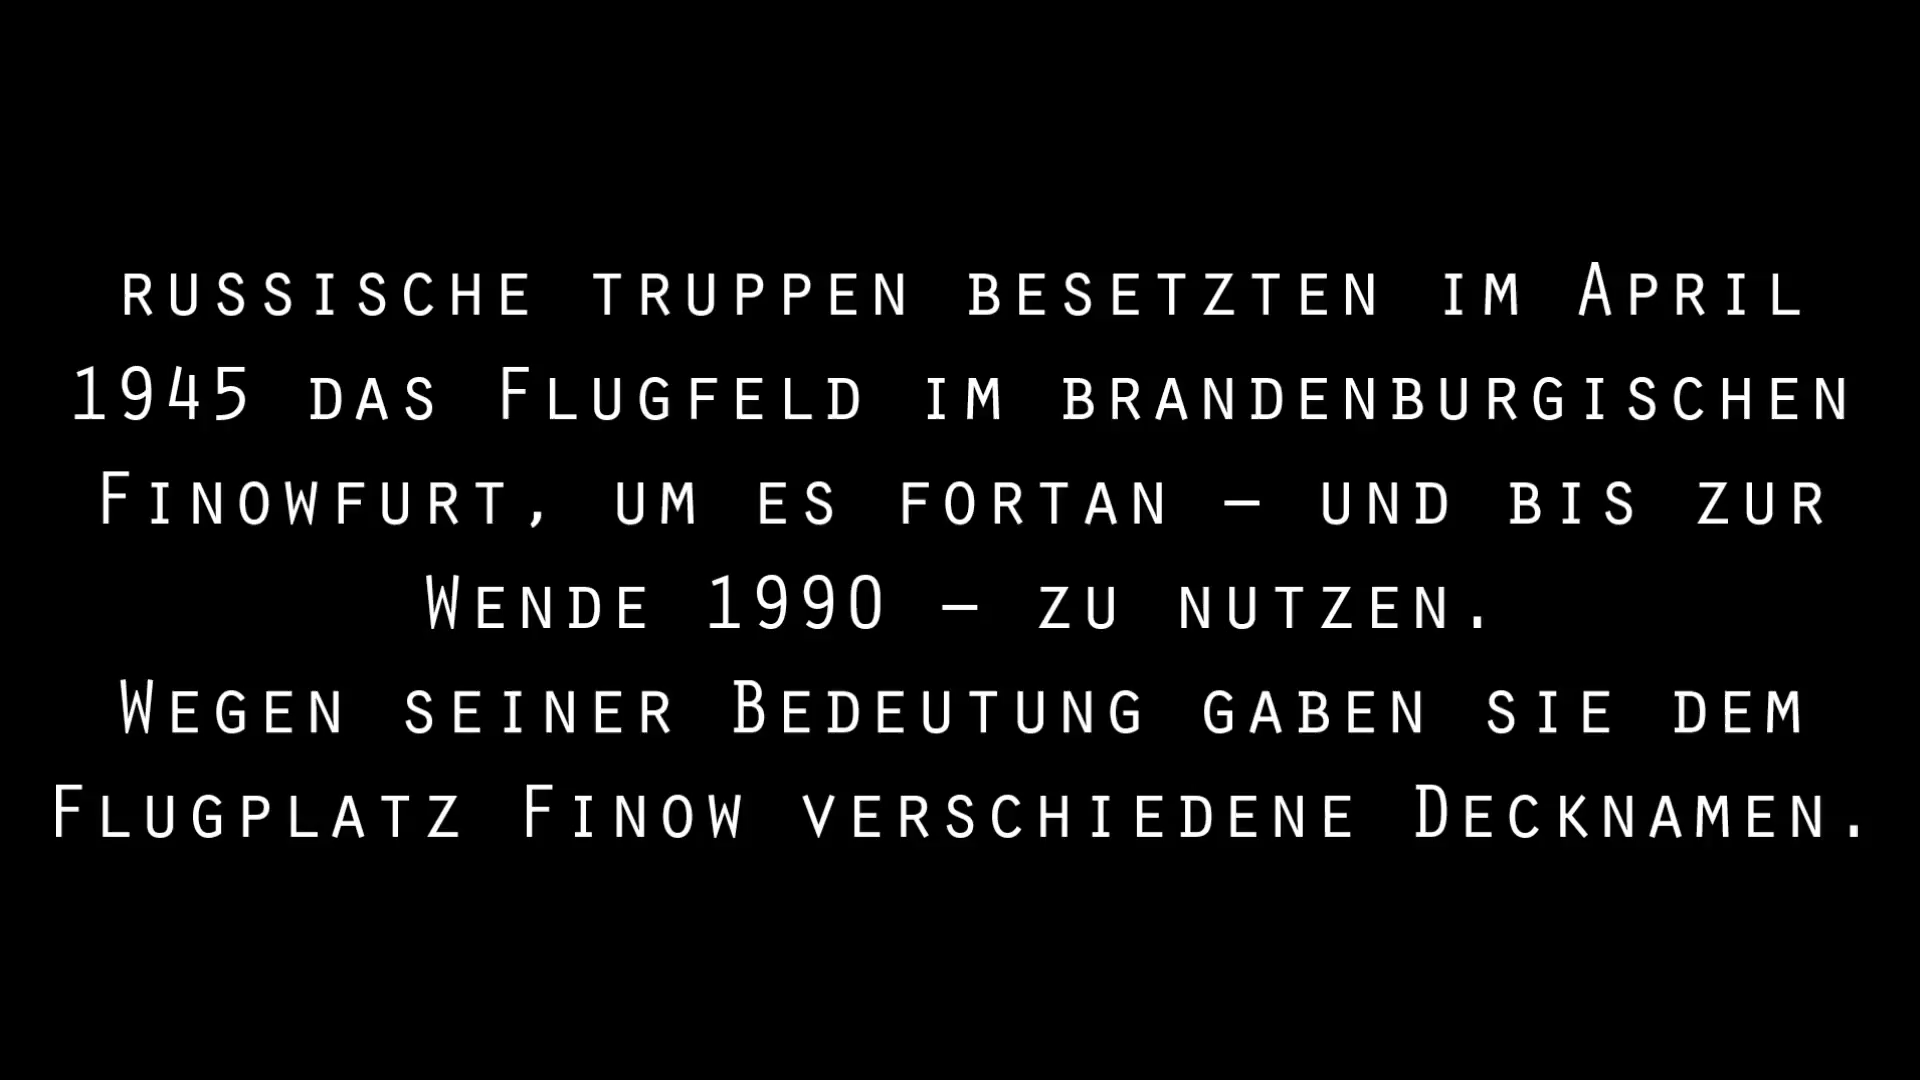 russische truppen besetzten im April
1945 das Flugfeld im brandenburgischen
Finowfurt, um es fortan – und bis zur
Wende 1990 – zu nutzen.
Wegen seiner Bedeutung gaben sie dem
Flugplatz Finow verschiedene Decknamen.